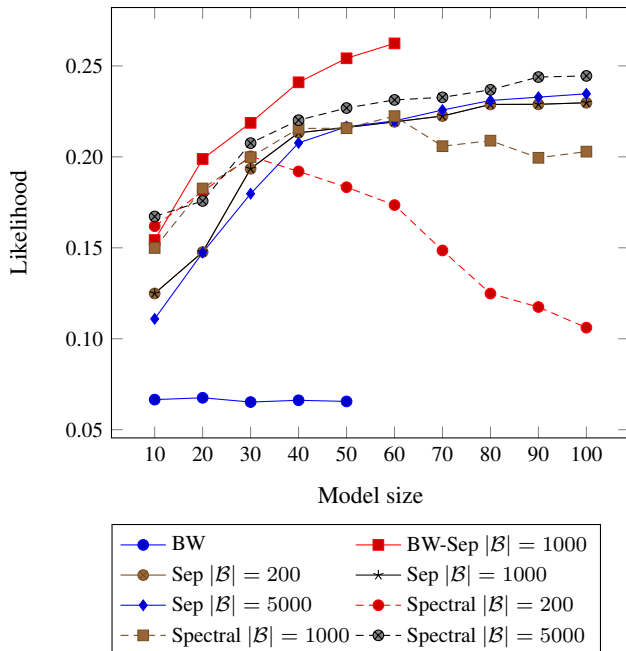 0.25
0.20
0.15
0.10
0.05
Likelihood
10 20 30 40 50 60 70 80 90 100
Model size
BW
BW-Sep |ℬ| = 1000
Sep |ℬ| = 200
Sep |ℬ| = 1000
Sep |ℬ| = 5000
Spectral |ℬ| = 200
Spectral |ℬ| = 1000
Spectral |ℬ| = 5000